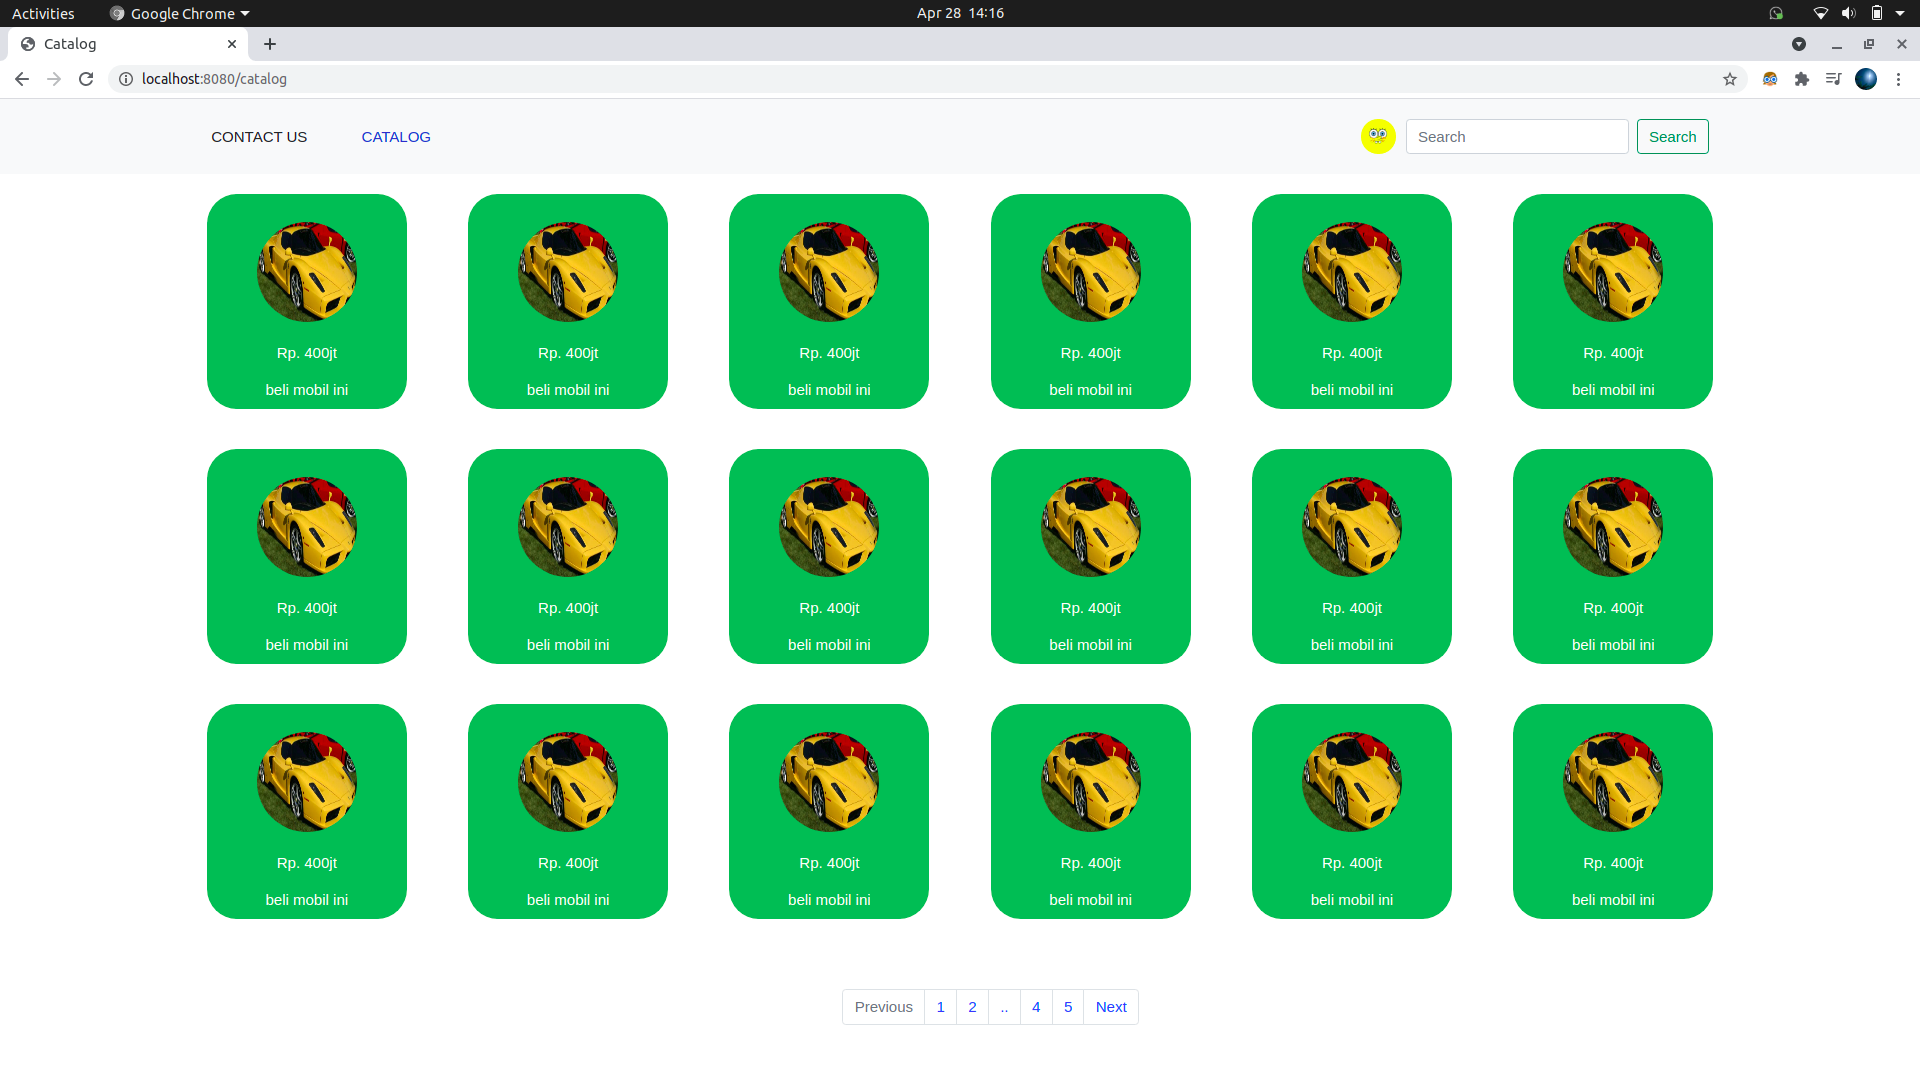 Activities Google Chrome Apr 28 14:16
Catalog
localhost:8080/catalog
CONTACT US CATALOG Search Search
Rp. 400jt Rp. 400jt Rp. 400jt Rp. 400jt Rp. 400jt Rp. 400jt
beli mobil ini beli mobil ini beli mobil ini beli mobil ini beli mobil ini beli mobil ini
Rp. 400jt Rp. 400jt Rp. 400jt Rp. 400jt Rp. 400jt Rp. 400jt
beli mobil ini beli mobil ini beli mobil ini beli mobil ini beli mobil ini beli mobil ini
Rp. 400jt Rp. 400jt Rp. 400jt Rp. 400jt Rp. 400jt Rp. 400jt
beli mobil ini beli mobil ini beli mobil ini beli mobil ini beli mobil ini beli mobil ini
Previous 1 2 .. 4 5 Next